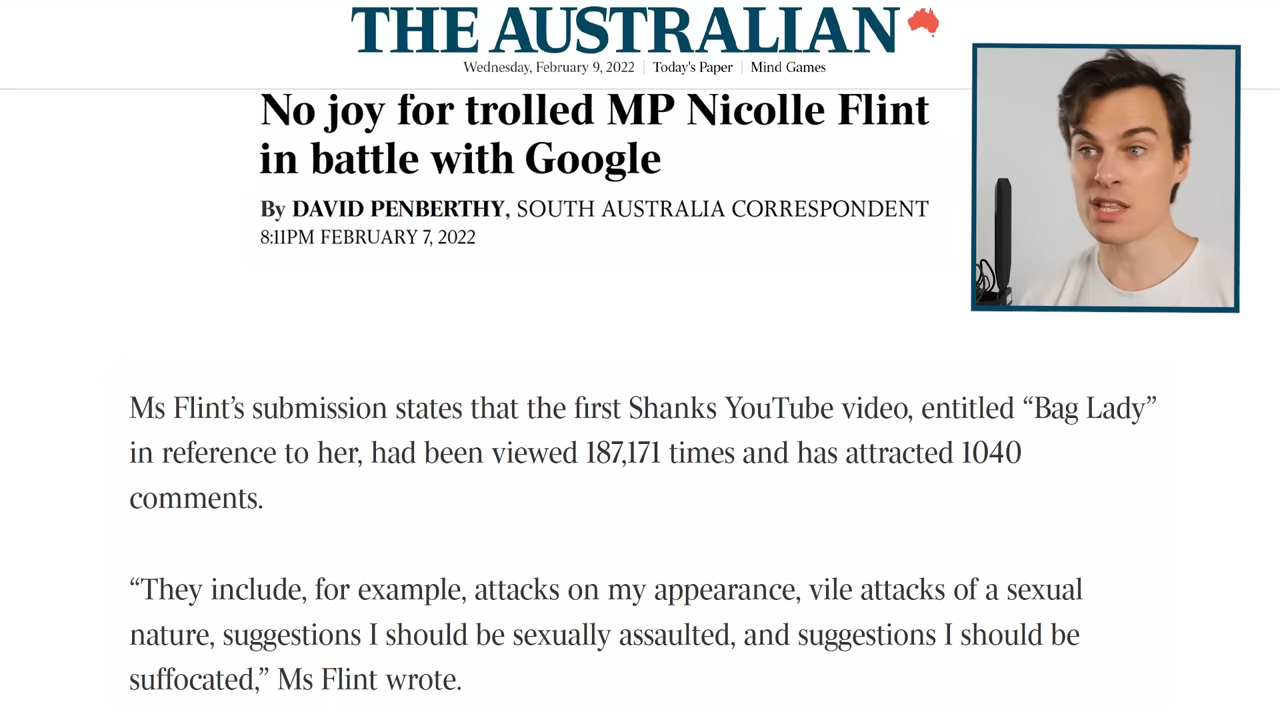 THE AUSTRALIAN
Wednesday, February 9, 2022 | Today's Paper | Mind Games
No joy for trolled MP Nicolle Flint
in battle with Google
By DAVID PENBERTHY, SOUTH AUSTRALIA CORRESPONDENT
8:11PM FEBRUARY 7, 2022
Ms Flint’s submission states that the first Shanks YouTube video, entitled “Bag Lady”
in reference to her, had been viewed 187,171 times and has attracted 1040
comments.
“They include, for example, attacks on my appearance, vile attacks of a sexual
nature, suggestions I should be sexually assaulted, and suggestions I should be
suffocated,” Ms Flint wrote.